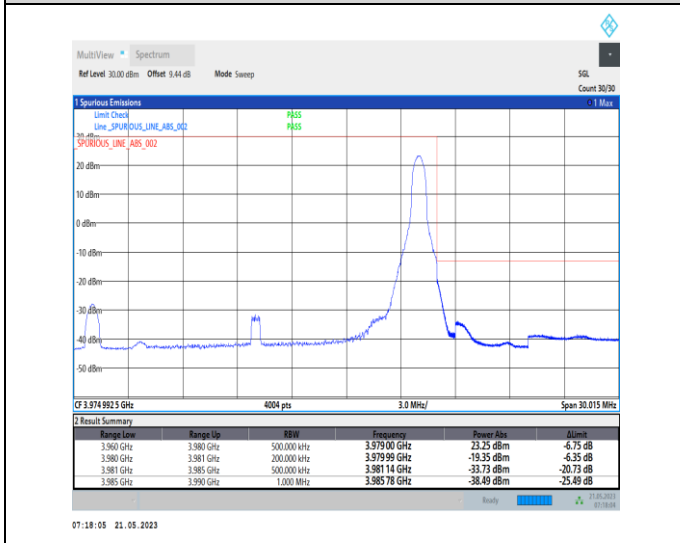 MultiView Spectrum
Ref Level 30.00 dBm Offset 9.44 dB Mode Sweep SGL
Count 30/30
1 Spurious Emissions 1 Max
Limit Check PASS
Line _SPURIOUS_LINE_ABS_002 PASS
_SPURIOUS_LINE_ABS_002
20 dBm
10 dBm
0 dBm
-10 dBm
-20 dBm
-30 dBm
-40 dBm
-50 dBm
CF 3.974 992 5 GHz 4004 pts 3.0 MHz/ Span 30.015 MHz
2 Result Summary
Range Low Range Up RBW Frequency Power Abs ΔLimit
3.960 GHz 3.980 GHz 500.000 kHz 3.979 00 GHz 23.25 dBm -6.75 dB
3.980 GHz 3.981 GHz 200.000 kHz 3.979 99 GHz -19.35 dBm -6.35 dB
3.981 GHz 3.985 GHz 500.000 kHz 3.981 14 GHz -33.73 dBm -20.73 dB
3.985 GHz 3.990 GHz 1.000 MHz 3.985 78 GHz -38.49 dBm -25.49 dB
Ready 21.05.2023
07:18:04
07:18:05 21.05.2023